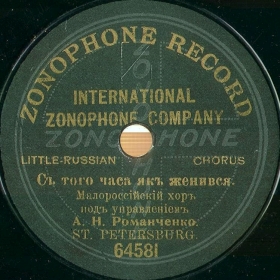 ZONOPHONE RECORD
INTERNATIONAL
ZONOPHONE COMPANY
ZONOPHONE
LITTLE-RUSSIAN CHORUS
Съ того часа якъ женився.
Малороссійскій хоръ
подъ управленіемъ
А. Н. Романченко.
ST. PETERSBURG.
64581